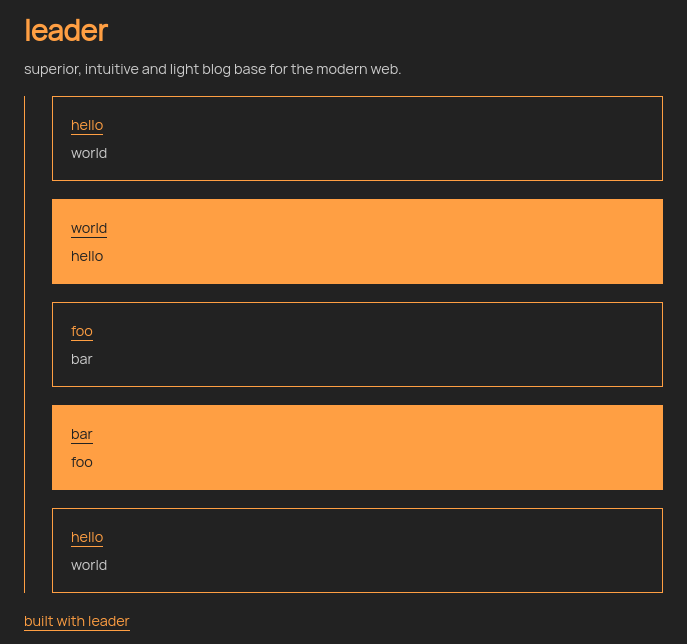 leader
superior, intuitive and light blog base for the modern web.
hello
world
world
hello
foo
bar
bar
foo
hello
world
built with leader